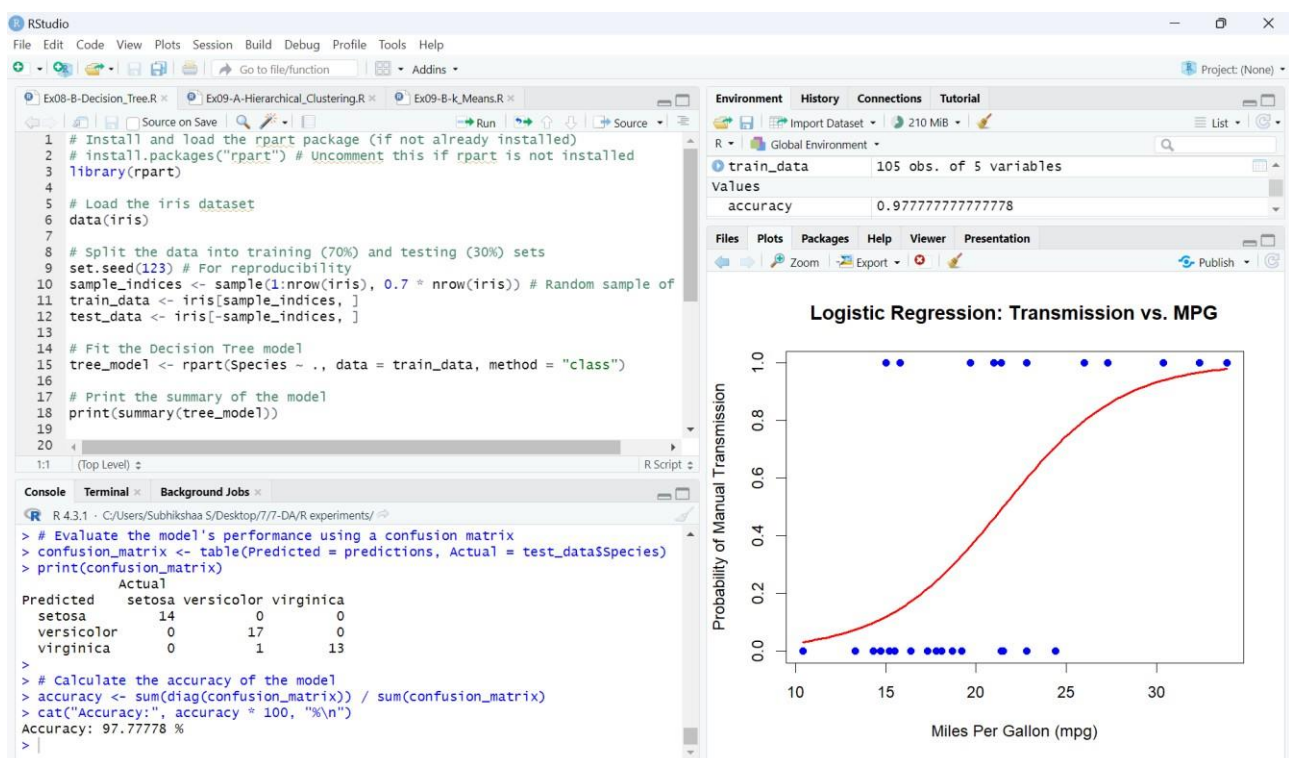 RStudio
File Edit Code View Plots Session Build Debug Profile Tools Help
Go to file/function Addins Project: (None)
Ex08-B-Decision_Tree.R Ex09-A-Hierarchical_Clustering.R Ex09-B-k_Means.R
Source on Save Run Source
1 # Install and load the rpart package (if not already installed)
2 # install.packages("rpart") # Uncomment this if rpart is not installed
3 library(rpart)
4
5 # Load the iris dataset
6 data(iris)
7
8 # Split the data into training (70%) and testing (30%) sets
9 set.seed(123) # For reproducibility
10 sample_indices <- sample(1:nrow(iris), 0.7 * nrow(iris)) # Random sample of
11 train_data <- iris[sample_indices, ]
12 test_data <- iris[-sample_indices, ]
13
14 # Fit the Decision Tree model
15 tree_model <- rpart(Species ~ ., data = train_data, method = "class")
16
17 # Print the summary of the model
18 print(summary(tree_model))
19
20
1:1 (Top Level) R Script
Console Terminal Background Jobs
R 4.3.1 · C:/Users/Subhikshaa S/Desktop/7/7-DA/R experiments/
> # Evaluate the model's performance using a confusion matrix
> confusion_matrix <- table(Predicted = predictions, Actual = test_data$Species)
> print(confusion_matrix)
Actual
Predicted setosa versicolor virginica
setosa 14 0 0
versicolor 0 17 0
virginica 0 1 13
>
> # Calculate the accuracy of the model
> accuracy <- sum(diag(confusion_matrix)) / sum(confusion_matrix)
> cat("Accuracy:", accuracy * 100, "%\n")
Accuracy: 97.77778 %
>
Environment History Connections Tutorial
Import Dataset 210 MiB List
R Global Environment
train_data 105 obs. of 5 variables
Values
accuracy 0.977777777777778
Files Plots Packages Help Viewer Presentation
Zoom Export Publish
Logistic Regression: Transmission vs. MPG
Probability of Manual Transmission
1.0
0.8
0.6
0.4
0.2
0.0
10 15 20 25 30
Miles Per Gallon (mpg)